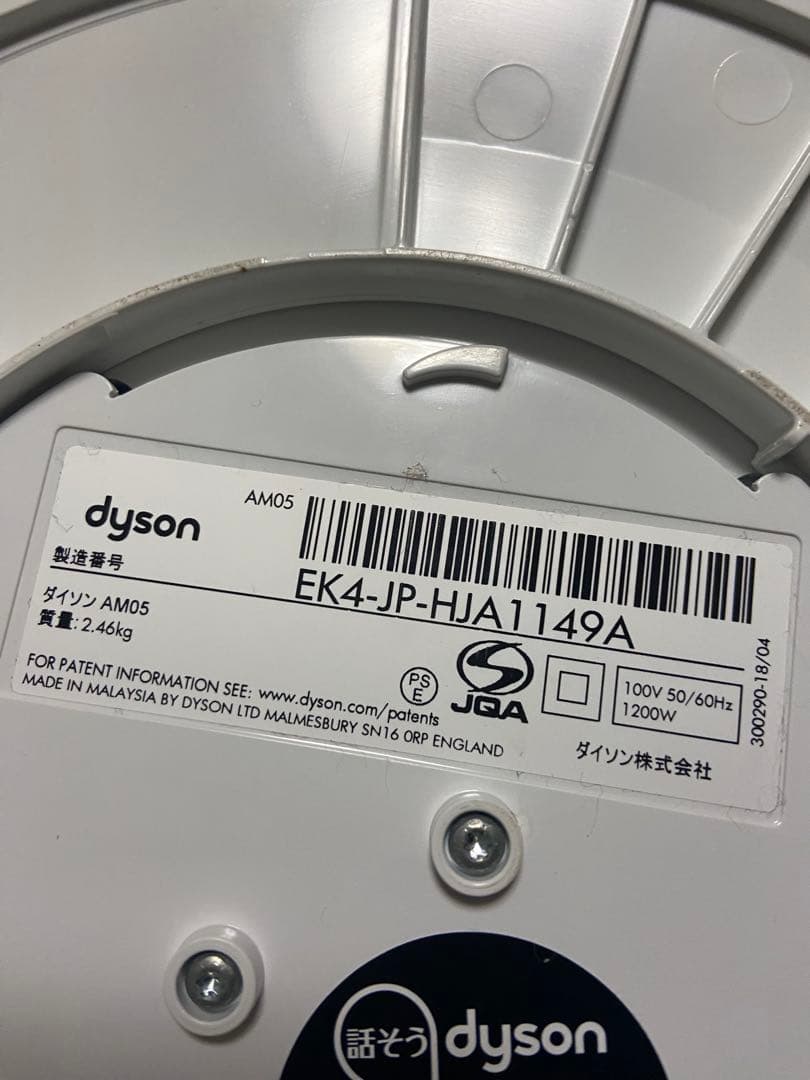 dyson
AM05
製造番号
EK4-JP-HJA1149A
ダイソン AM05
質量: 2.46kg
FOR PATENT INFORMATION SEE: www.dyson.com/patents
MADE IN MALAYSIA BY DYSON LTD MALMESBURY SN16 0RP ENGLAND
PS
E
JQA
100V 50/60Hz
1200W
ダイソン株式会社
300290-18/04
話そう dyson